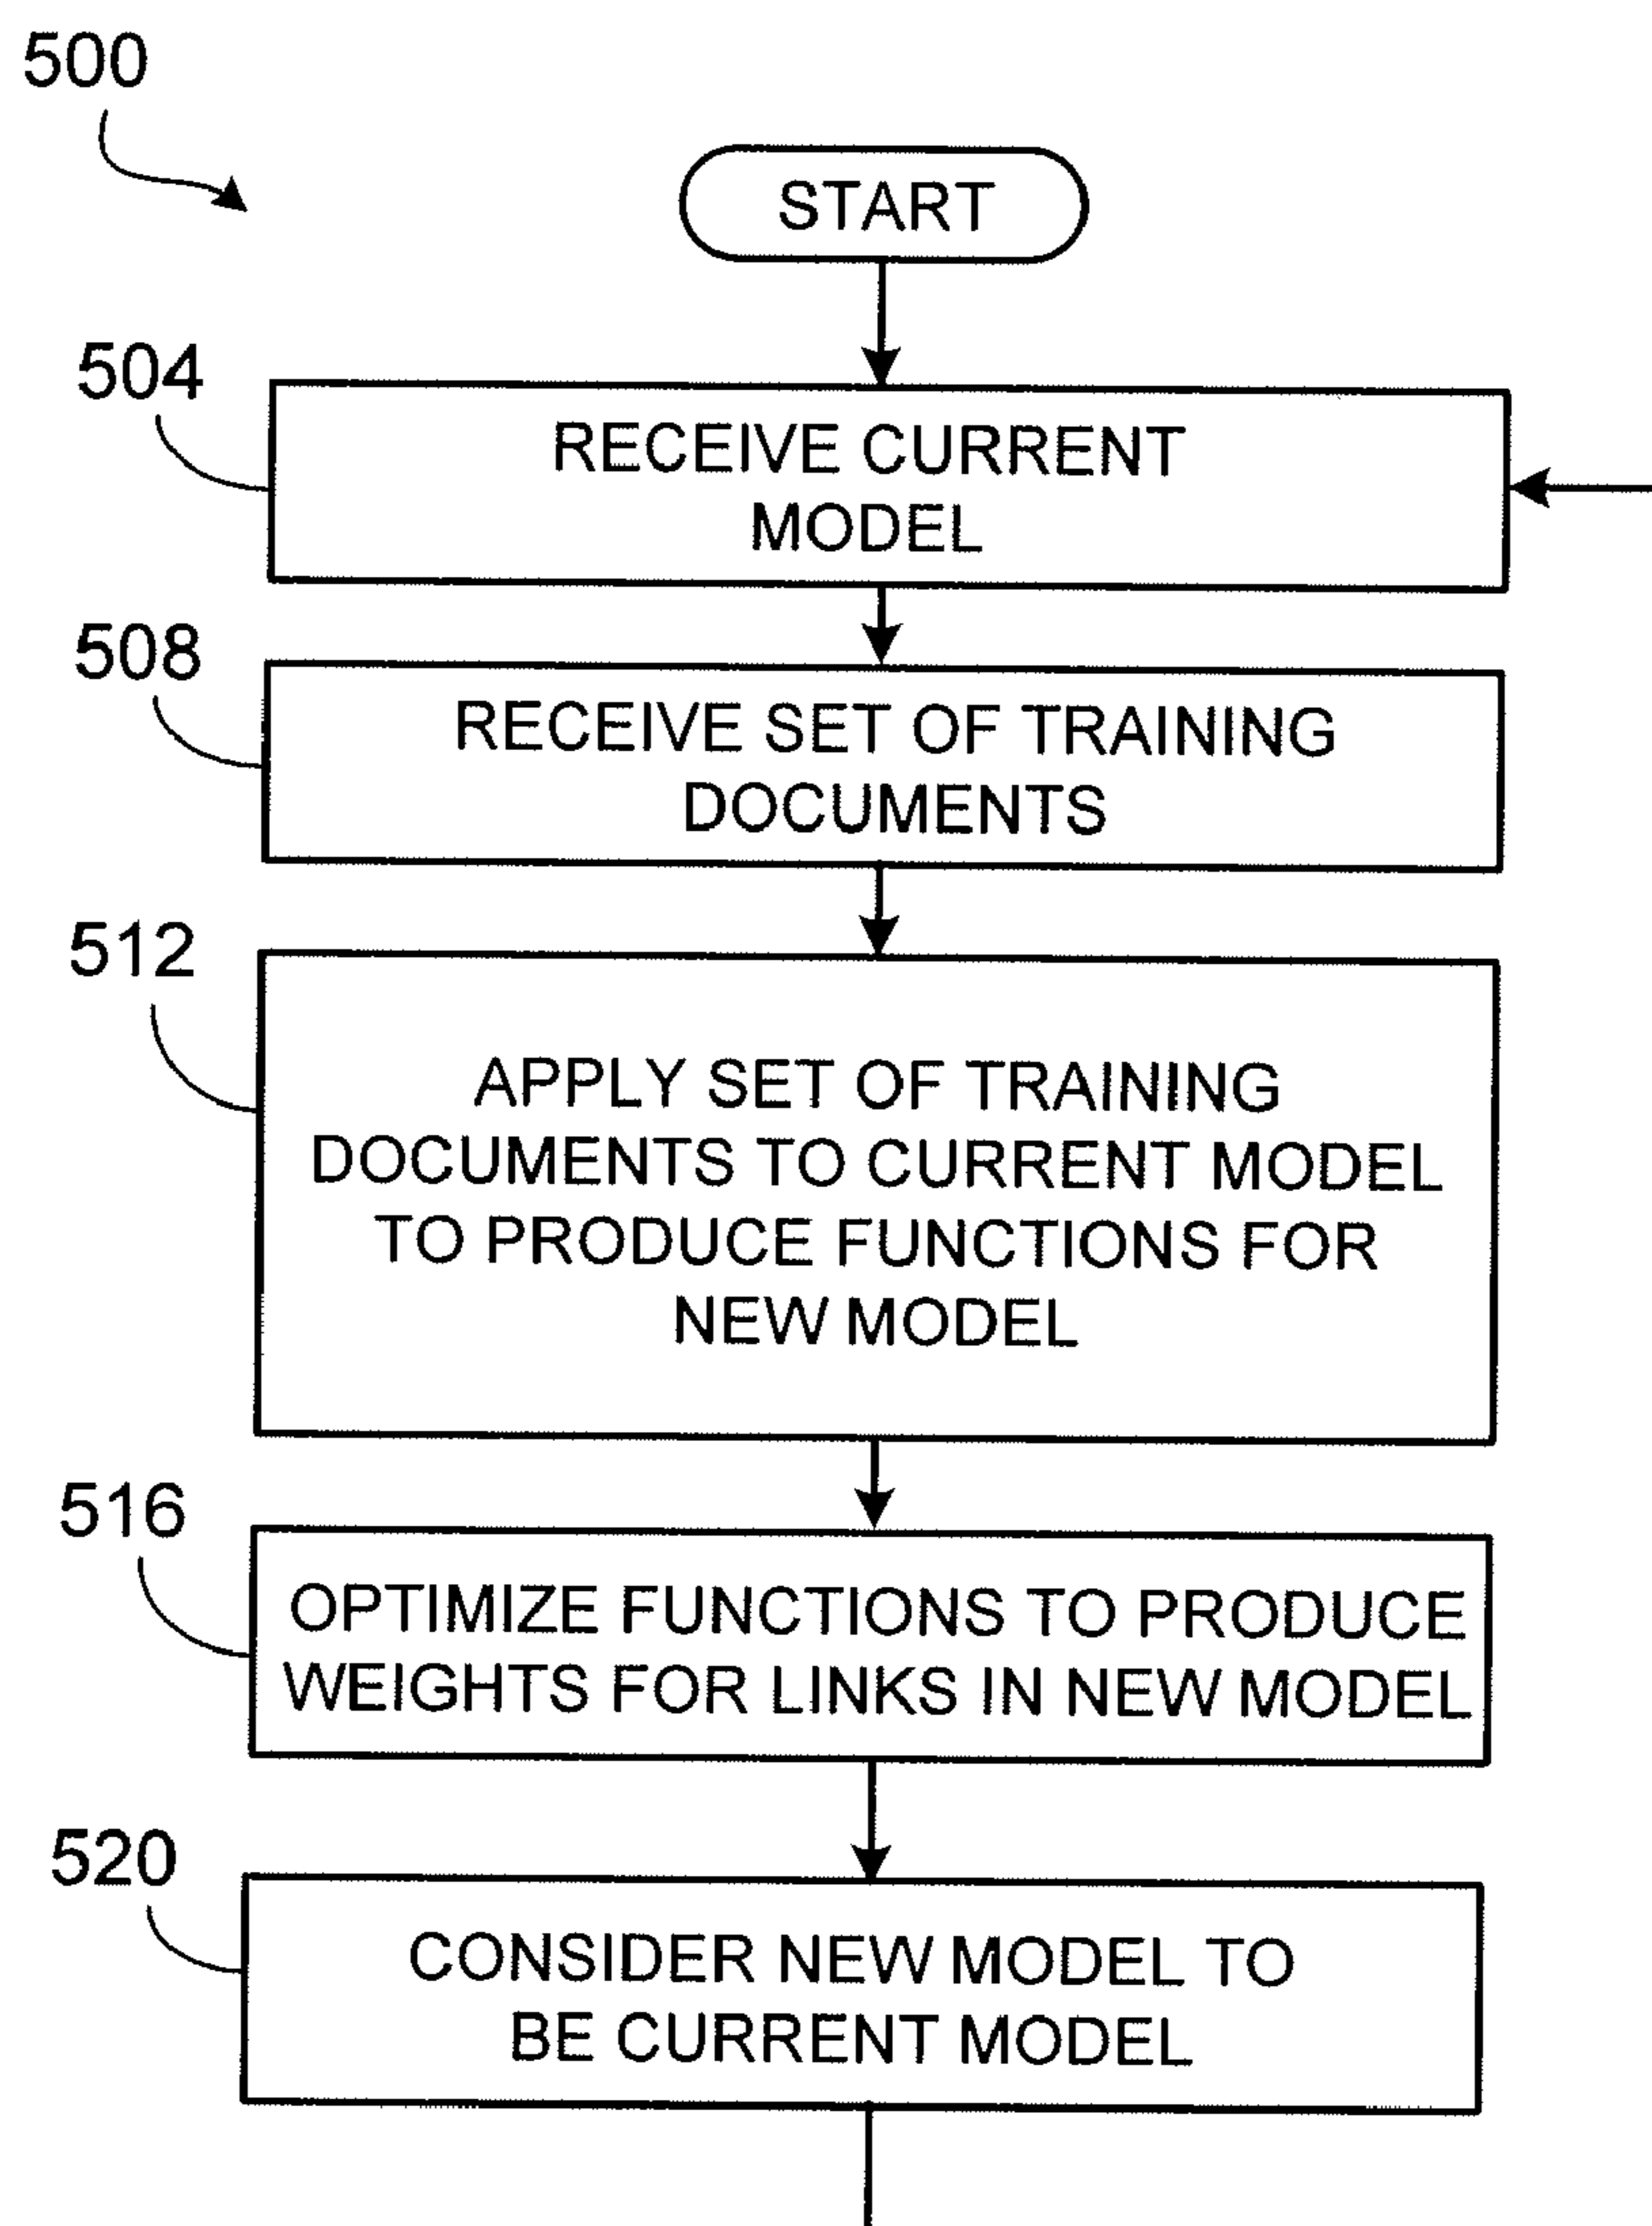 500
START
504
RECEIVE CURRENT
MODEL
508
RECEIVE SET OF TRAINING
DOCUMENTS
512
APPLY SET OF TRAINING
DOCUMENTS TO CURRENT MODEL
TO PRODUCE FUNCTIONS FOR
NEW MODEL
516
OPTIMIZE FUNCTIONS TO PRODUCE
WEIGHTS FOR LINKS IN NEW MODEL
520
CONSIDER NEW MODEL TO
BE CURRENT MODEL